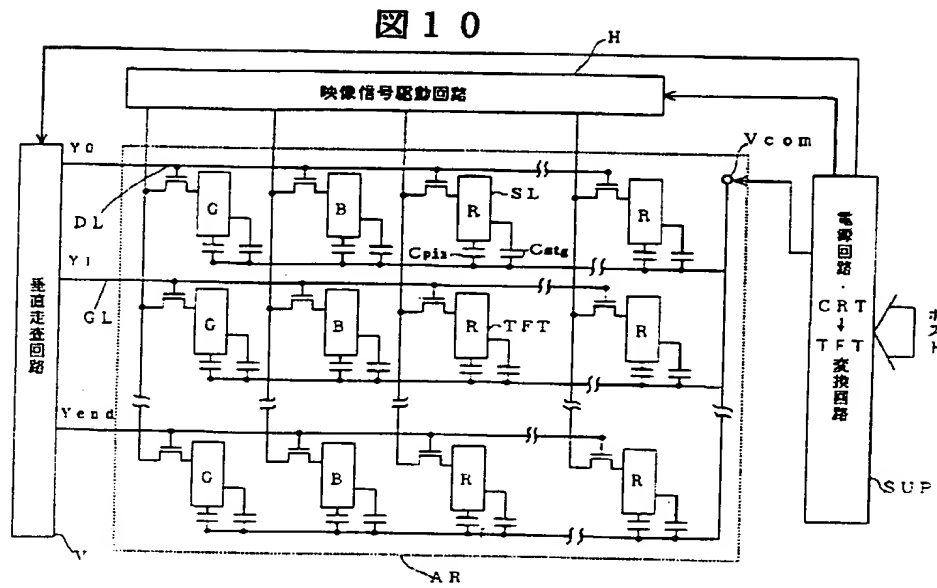 図10
H
映像信号駆動回路
Y0
Vcom
DL
G
B
R
SL
R
Cpix
Cstg
Y1
GL
G
B
R
TFT
R
垂直走査回路
電源回路・CRT→TFT変換回路
ホスト
Yend
G
B
R
R
SUP
V
AR